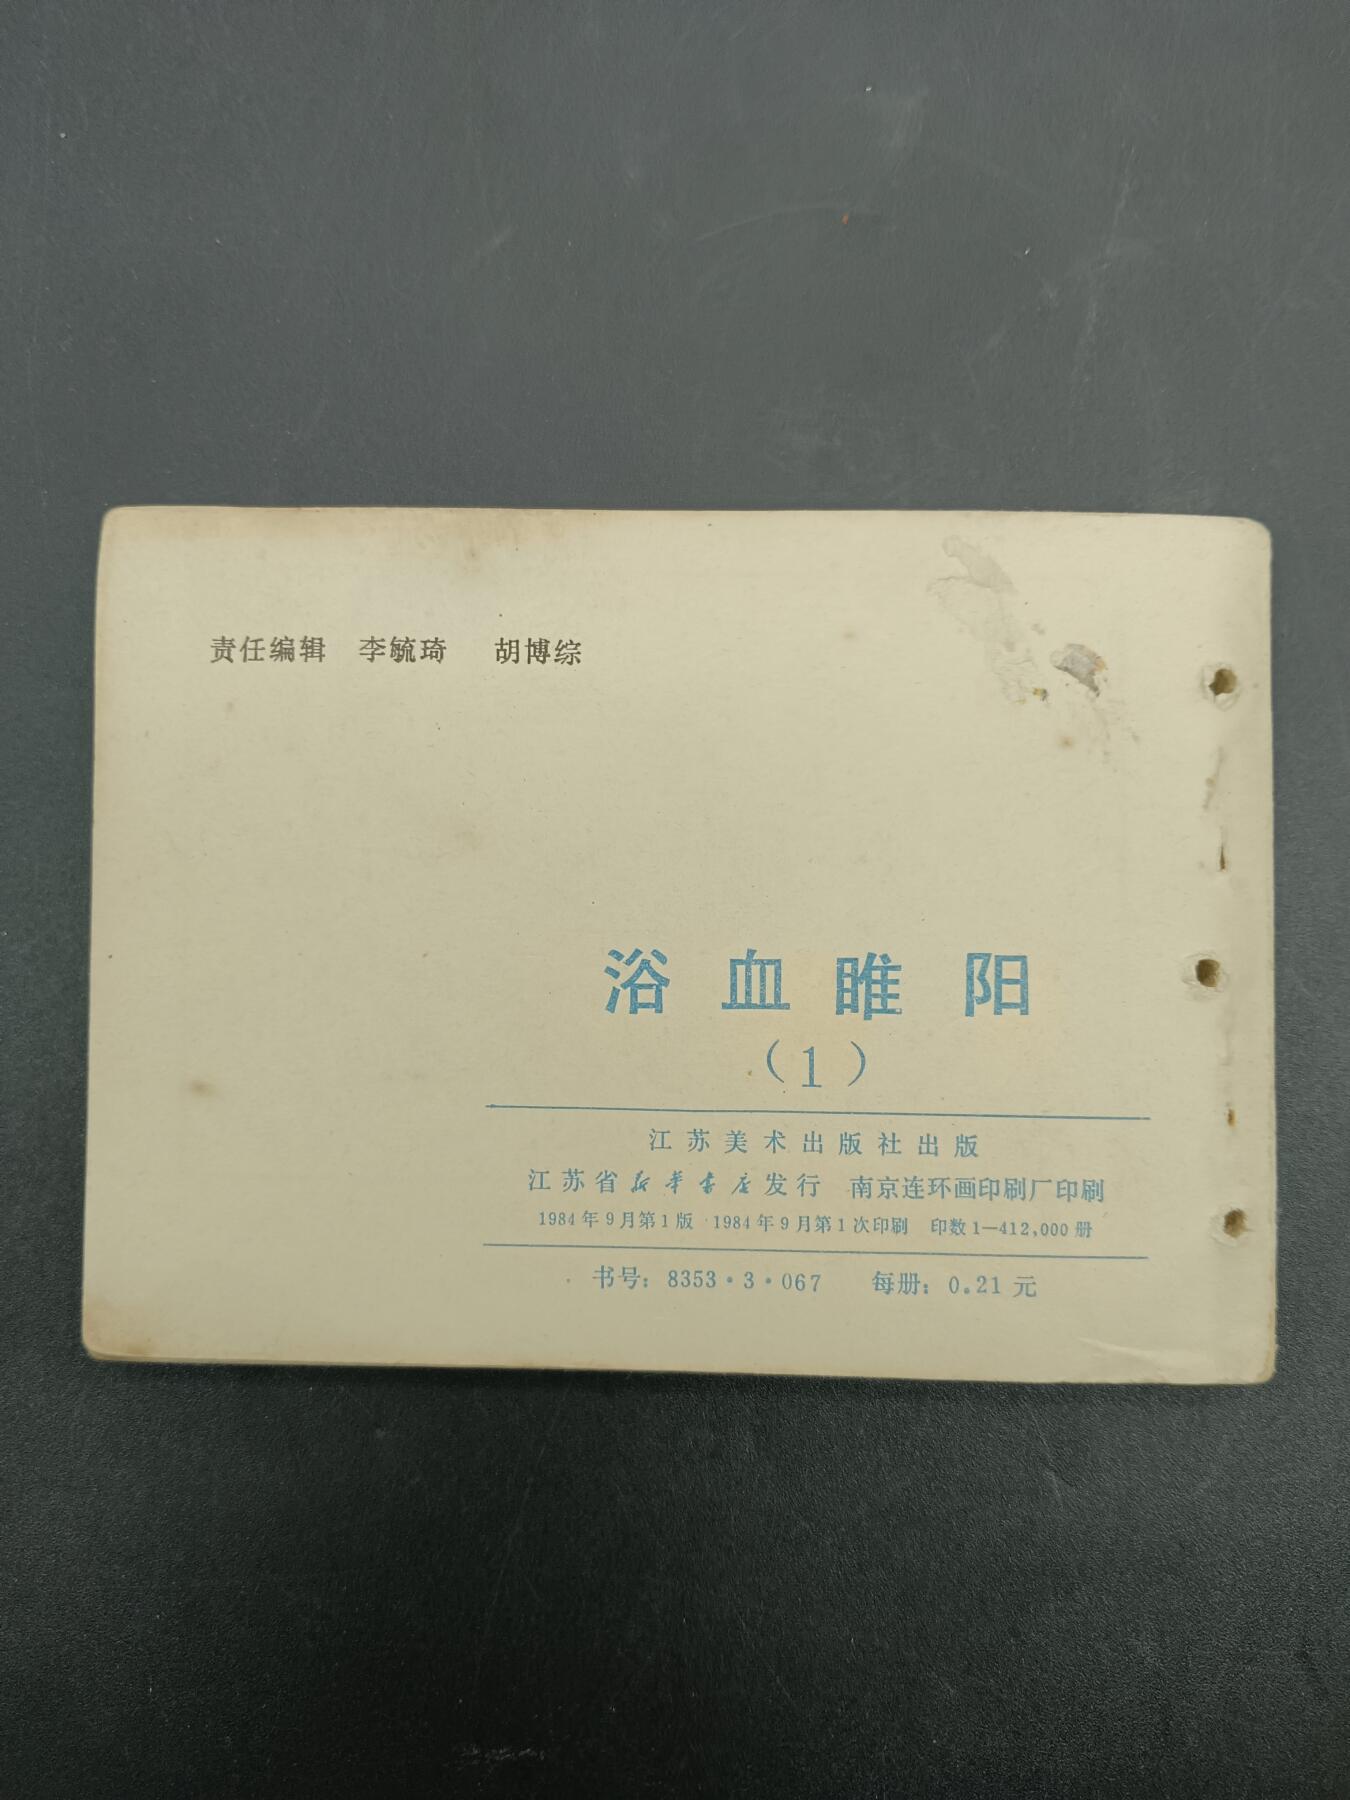 责任编辑 李毓琦 胡博综
浴血睢阳
（1）
江苏美术出版社出版
江苏省新华书店发行 南京连环画印刷厂印刷
1984年9月第1版 1984年9月第1次印刷 印数1—412,000册
书号：8353·3·067 每册：0.21元